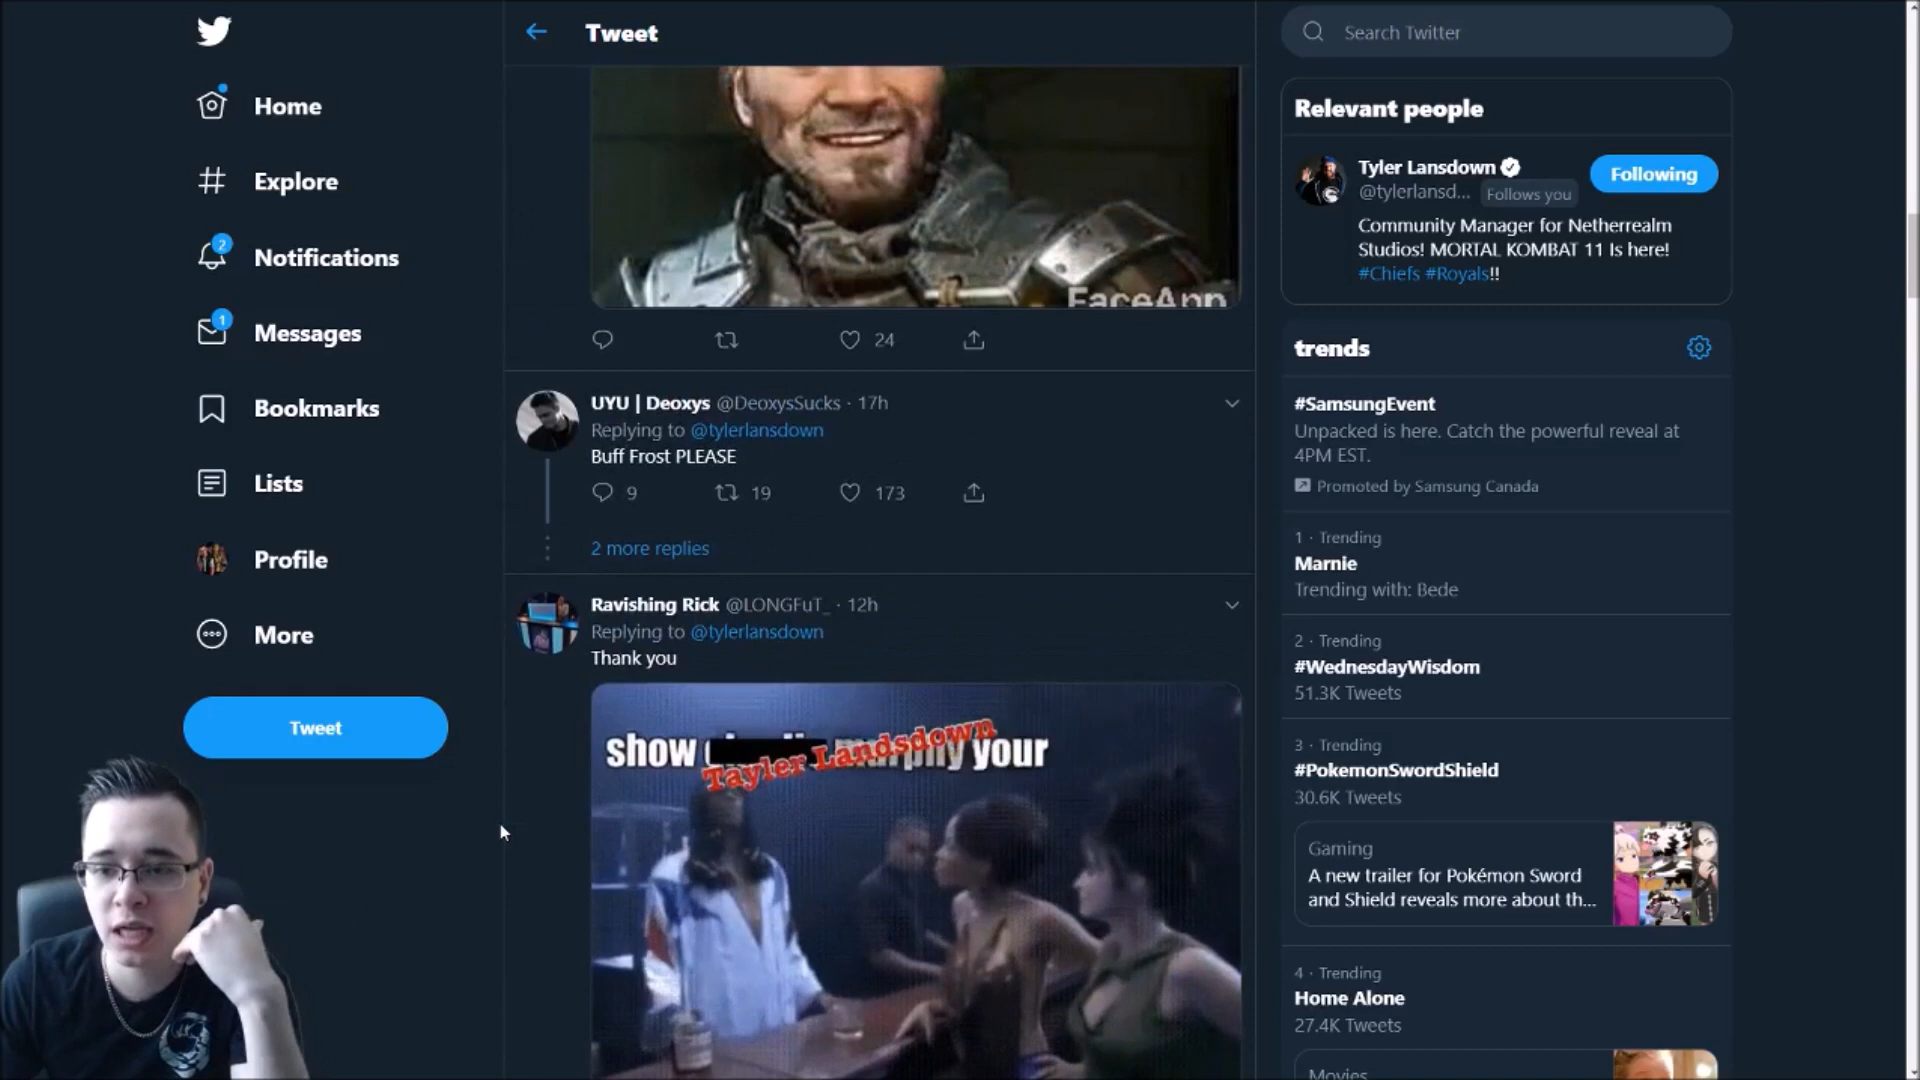 Home
Explore
2
Notifications
1
Messages
Bookmarks
Lists
Profile
More
Tweet
Tweet
FaceApp
24
UYU | Deoxys @DeoxysSucks · 17h
Replying to @tylerlansdown
Buff Frost PLEASE
9 19 173
2 more replies
Ravishing Rick @LONGFuT_ · 12h
Replying to @tylerlansdown
Thank you
show your
Tayler Landsdown
Search Twitter
Relevant people
Tyler Lansdown
Following
@tylerlansd... Follows you
Community Manager for Netherrealm
Studios! MORTAL KOMBAT 11 Is here!
#Chiefs #Royals!!
trends
#SamsungEvent
Unpacked is here. Catch the powerful reveal at
4PM EST.
Promoted by Samsung Canada
1 · Trending
Marnie
Trending with: Bede
2 · Trending
#WednesdayWisdom
51.3K Tweets
3 · Trending
#PokemonSwordShield
30.6K Tweets
Gaming
A new trailer for Pokémon Sword
and Shield reveals more about th...
4 · Trending
Home Alone
27.4K Tweets
Movies